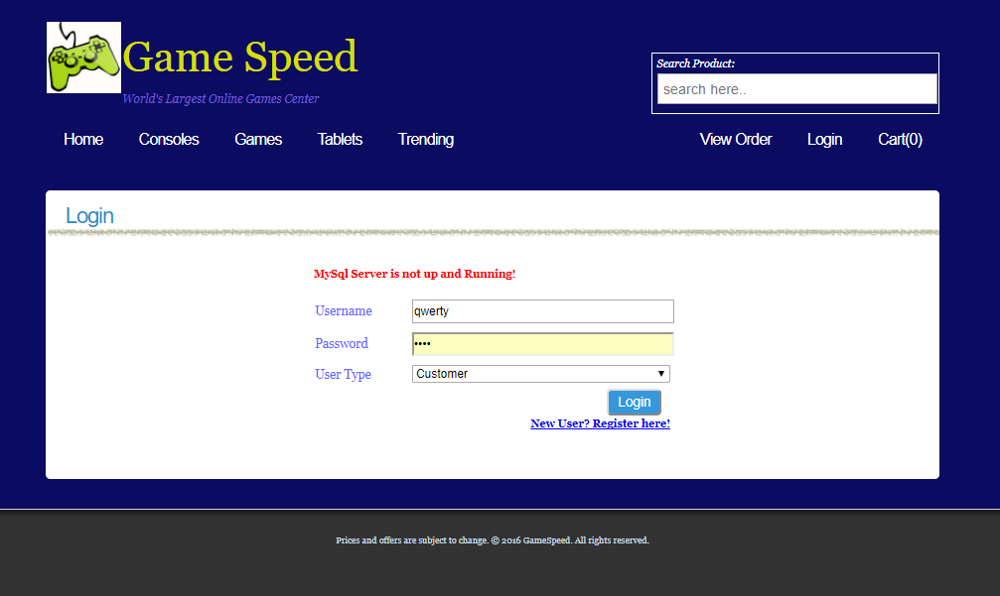 Game Speed
World's Largest Online Games Center
Search Product:
search here..
Home Consoles Games Tablets Trending View Order Login Cart(0)
Login
MySql Server is not up and Running!
Username qwerty
Password ••••
User Type Customer
Login
New User? Register here!
Prices and offers are subject to change. © 2016 GameSpeed. All rights reserved.